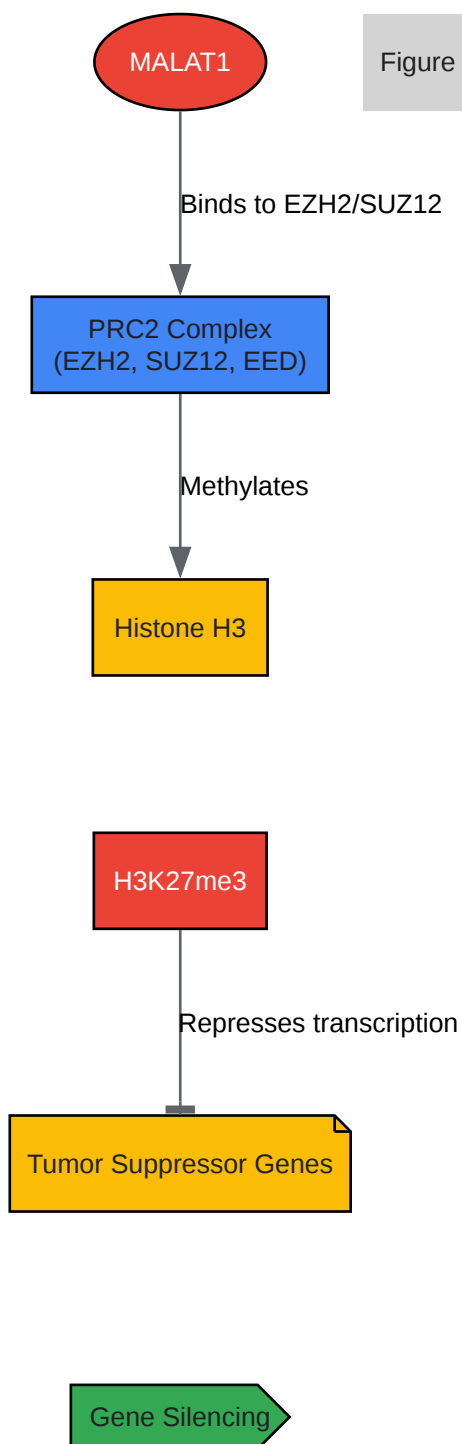 MALAT1
Figure
Binds to EZH2/SUZ12
PRC2 Complex
(EZH2, SUZ12, EED)
Methylates
Histone H3
H3K27me3
Represses transcription
Tumor Suppressor Genes
Gene Silencing